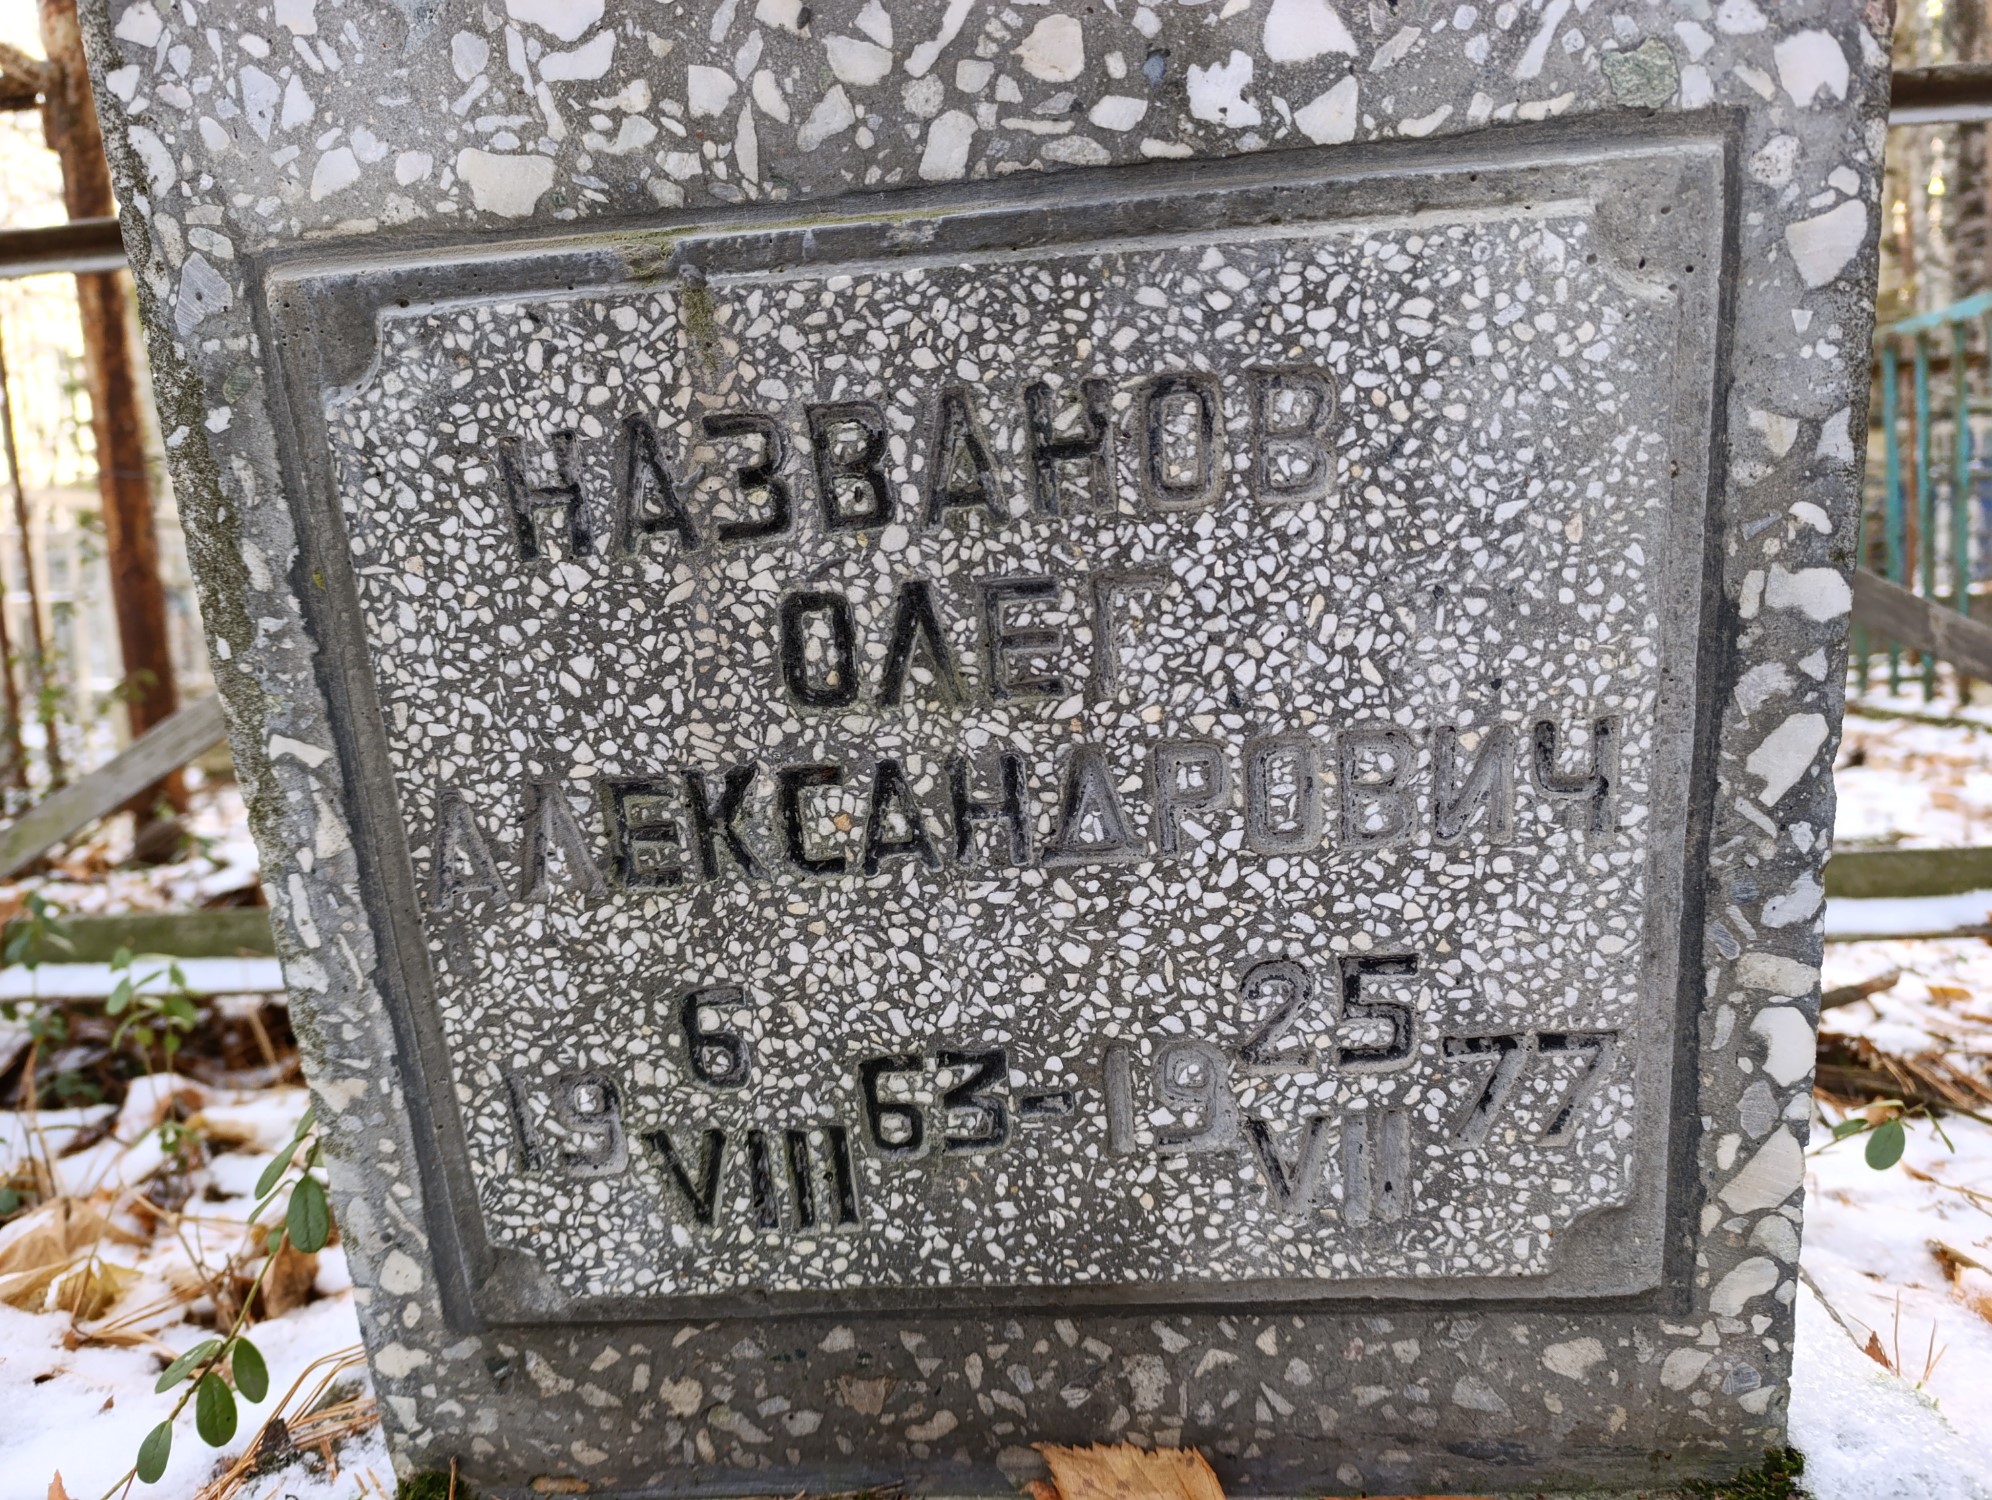 НАЗВАНОВ
ОЛЕГ
АЛЕКСАНДРОВИЧ
19 6/VIII 63-19 25/VII 77